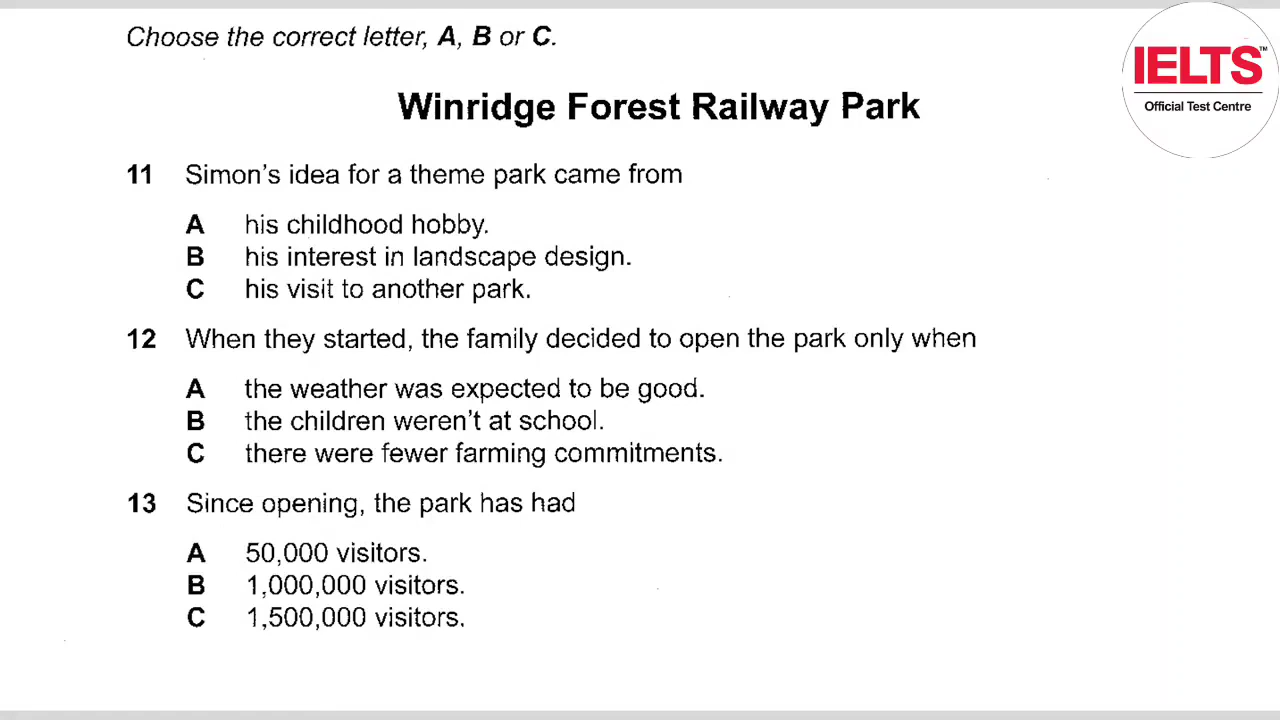 Choose the correct letter, A, B or C.
IELTS™
Official Test Centre
Winridge Forest Railway Park
11 Simon's idea for a theme park came from
A his childhood hobby.
B his interest in landscape design.
C his visit to another park.
12 When they started, the family decided to open the park only when
A the weather was expected to be good.
B the children weren't at school.
C there were fewer farming commitments.
13 Since opening, the park has had
A 50,000 visitors.
B 1,000,000 visitors.
C 1,500,000 visitors.